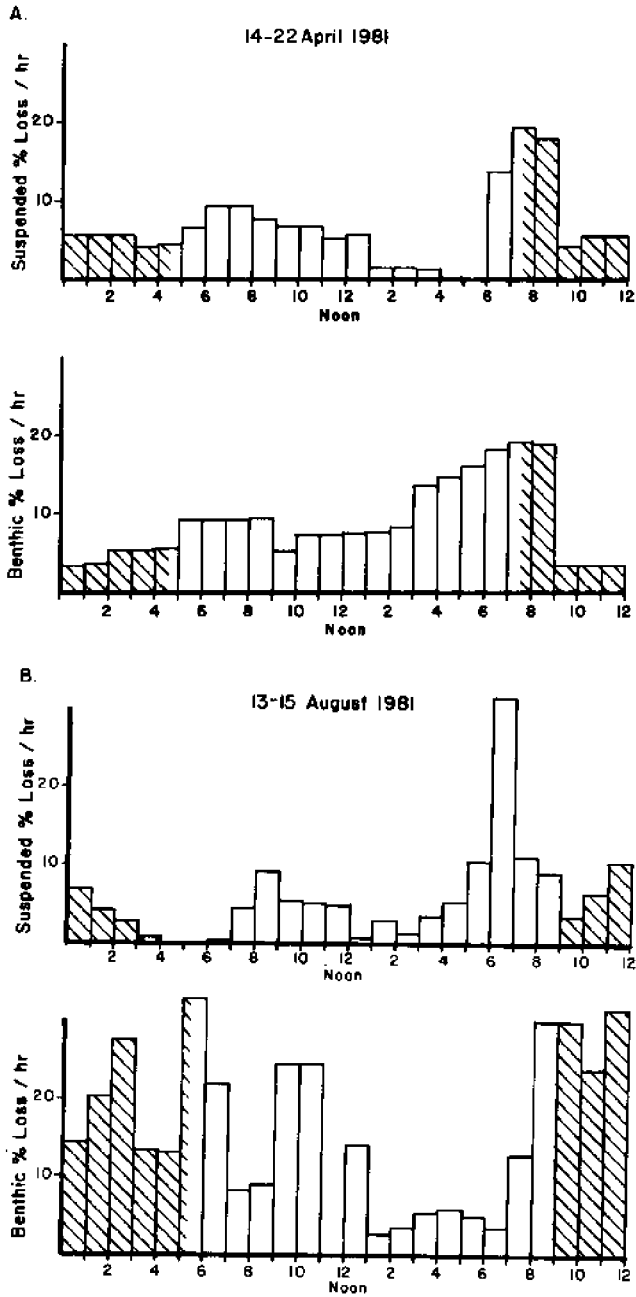 A.
14-22 April 1981
Suspended % Loss / hr
20
10
2 4 6 8 10 12 2 4 6 8 10 12
Noon
Benthic % Loss / hr
20
10
2 4 6 8 10 12 2 4 6 8 10 12
Noon
B.
13-15 August 1981
Suspended % Loss / hr
20
10
2 4 6 8 10 12 2 4 6 8 10 12
Noon
Benthic % Loss / hr
20
10
2 4 6 8 10 12 2 4 6 8 10 12
Noon